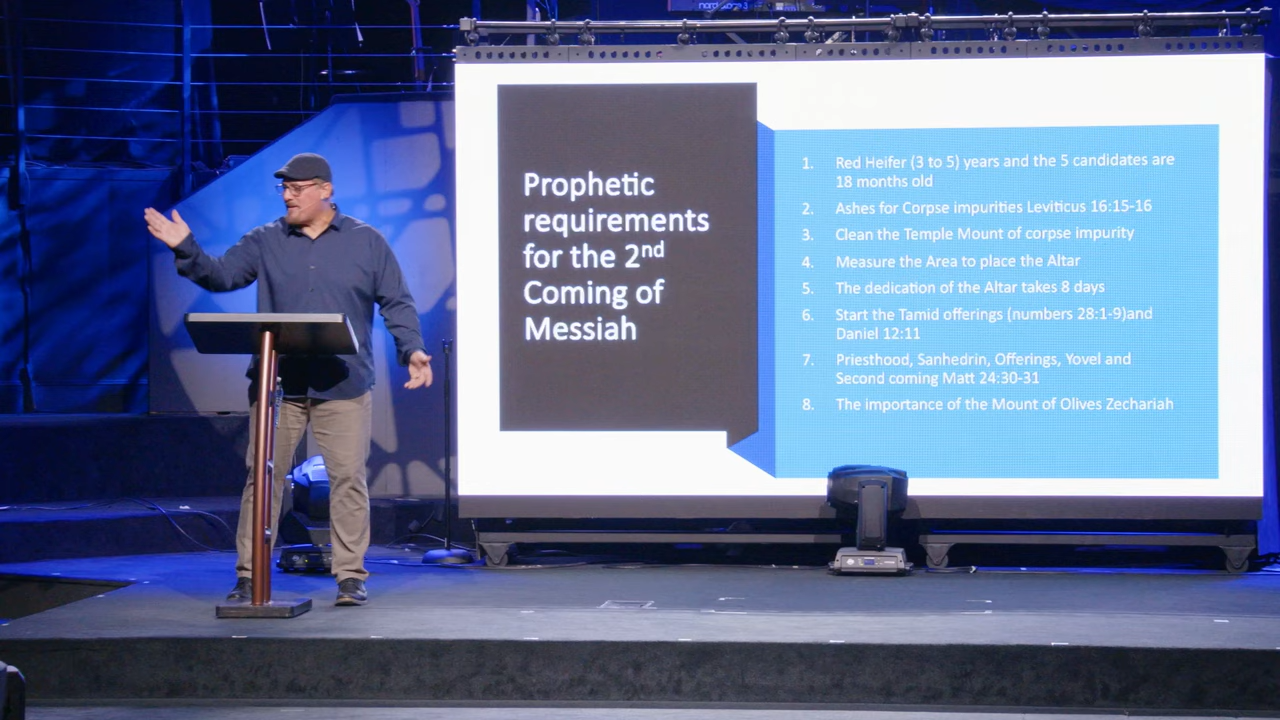 Prophetic
requirements
for the 2nd
Coming of
Messiah
1. Red Heifer (3 to 5) years and the 5 candidates are
18 months old
2. Ashes for Corpse impurities Leviticus 16:15-16
3. Clean the Temple Mount of corpse impurity
4. Measure the Area to place the Altar
5. The dedication of the Altar takes 8 days
6. Start the Tamid offerings (numbers 28:1-9)and
Daniel 12:11
7. Priesthood, Sanhedrin, Offerings, Yovel and
Second coming Matt 24:30-31
8. The importance of the Mount of Olives Zechariah